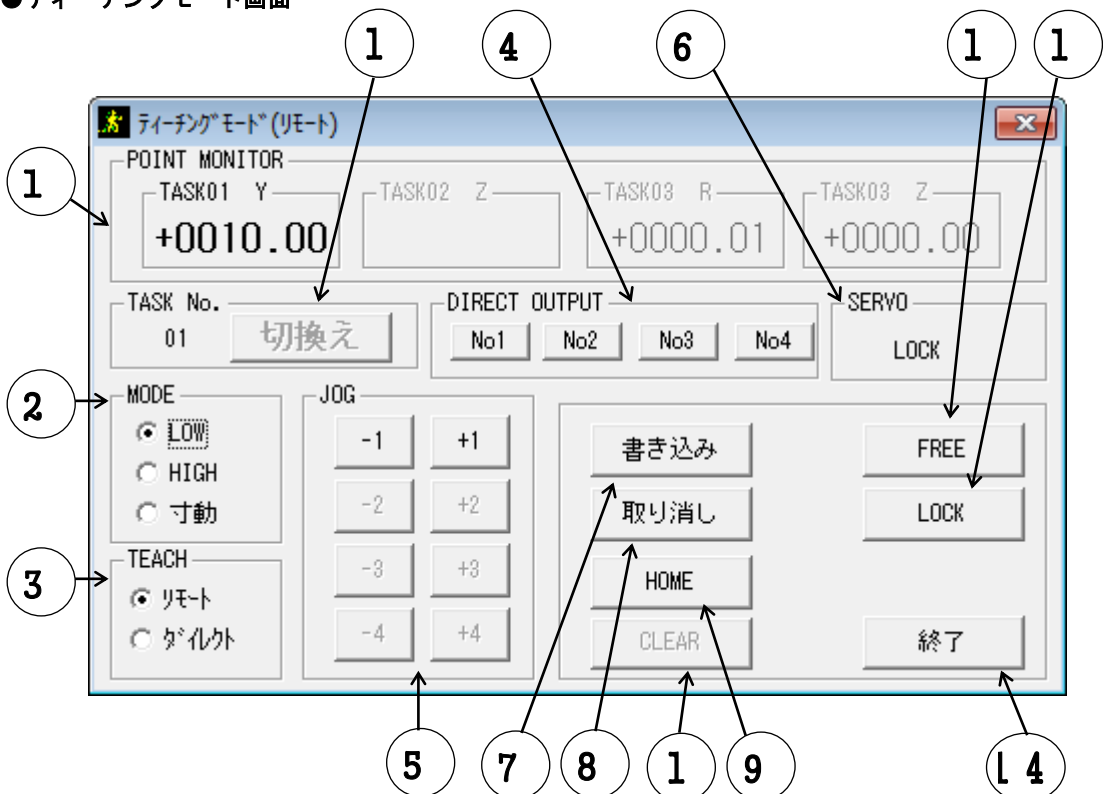 ●ティーチングモード画面
1 4 6 1 1
ﾃｨｰﾁﾝｸﾞﾓｰﾄﾞ(ﾘﾓｰﾄ)
POINT MONITOR
1
TASK01 Y TASK02 Z TASK03 R TASK03 Z
+0010.00 +0000.01 +0000.00
TASK No. DIRECT OUTPUT SERVO
01 切換え No1 No2 No3 No4 LOCK
MODE JOG
2
LOW -1 +1 書き込み FREE
HIGH
寸動 -2 +2 取り消し LOCK
TEACH
3
ﾘﾓｰﾄ -3 +3 HOME
ﾀﾞｲﾚｸﾄ -4 +4 CLEAR 終了
5 7 8 1 9 14